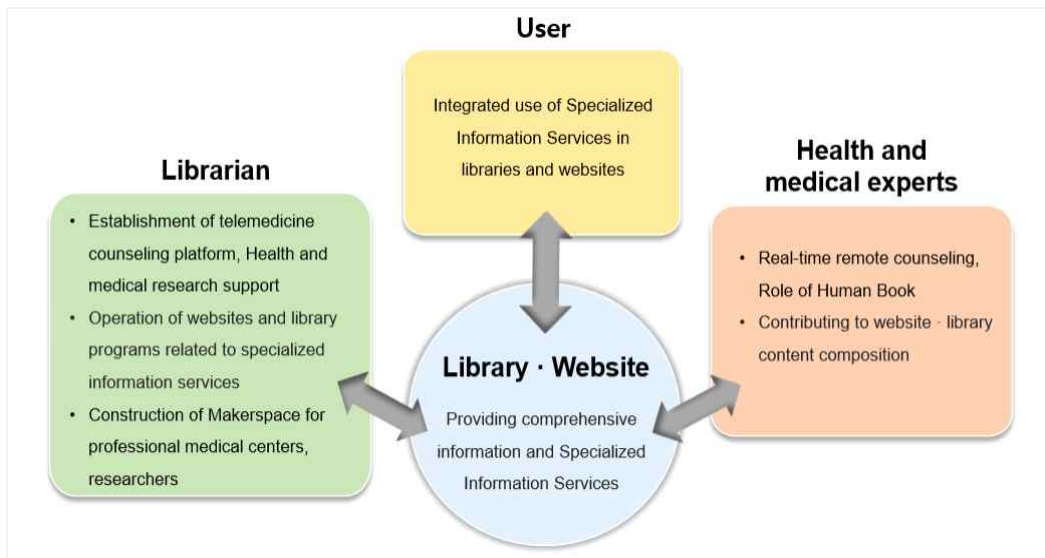 User
Integrated use of Specialized
Information Services in
libraries and websites
Librarian
• Establishment of telemedicine
counseling platform, Health and
medical research support
• Operation of websites and library
programs related to specialized
information services
• Construction of Makerspace for
professional medical centers,
researchers
Health and
medical experts
• Real-time remote counseling,
Role of Human Book
• Contributing to website · library
content composition
Library · Website
Providing comprehensive
information and Specialized
Information Services